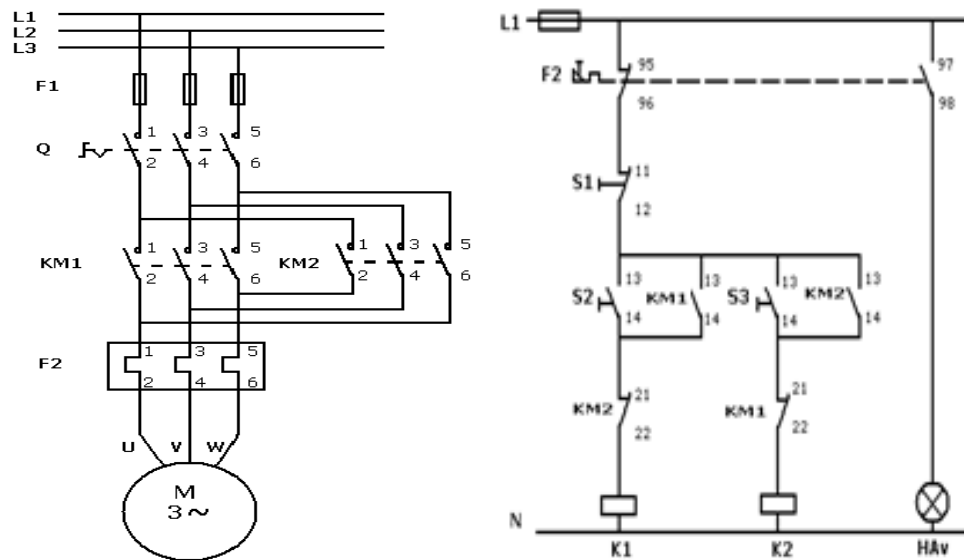 L1
L2
L3
F1
Q
1 3 5
2 4 6
KM1
1 3 5
2 4 6
KM2
1 3 5
2 4 6
F2
1 3 5
2 4 6
U V W
M
3~
L1
F2
95
96
97
98
S1
11
12
S2
13
14
KM1
13
14
S3
13
14
KM2
13
14
KM2
21
22
KM1
21
22
N
K1 K2 HAv